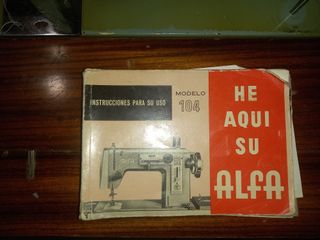 INSTRUCCIONES PARA SU USO
MODELO
104
HE
AQUI
SU
ALFA